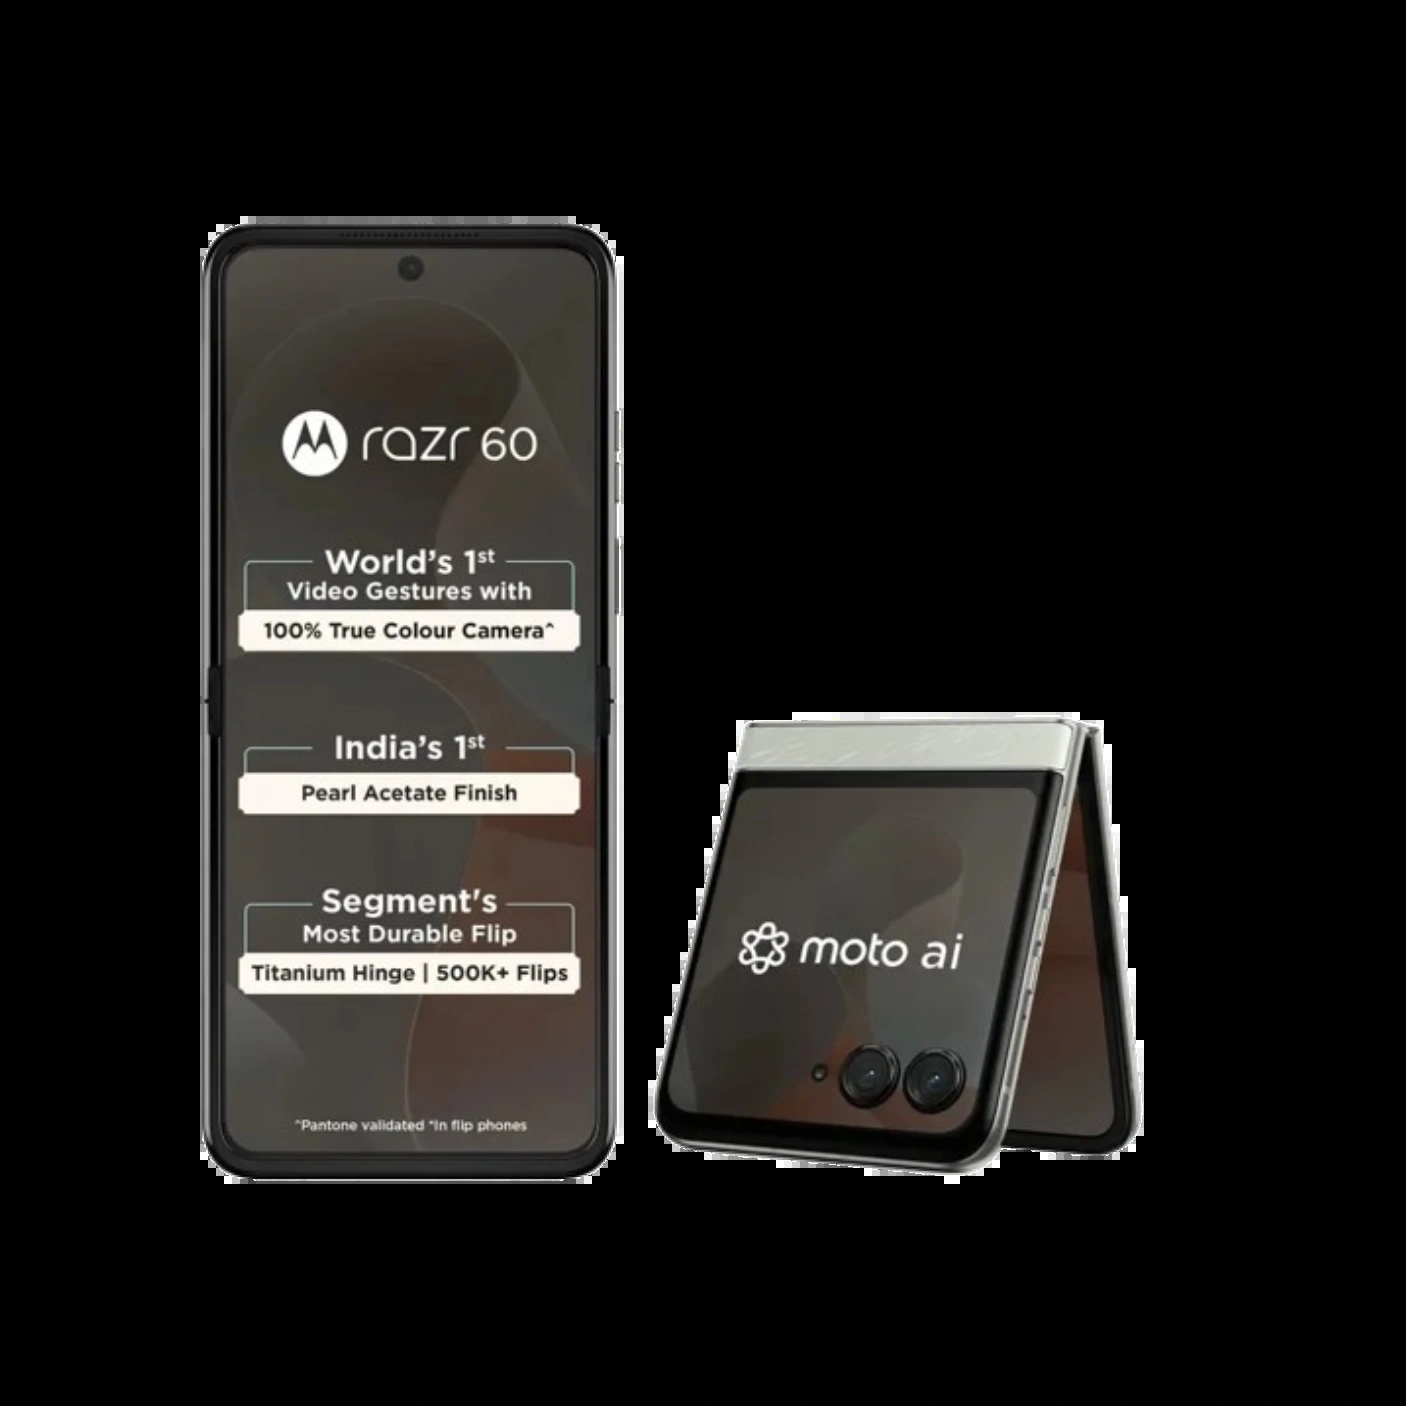 razr 60
World's 1st
Video Gestures with
100% True Colour Camera^
India's 1st
Pearl Acetate Finish
Segment's
Most Durable Flip
Titanium Hinge | 500K+ Flips
^Pantone validated *In flip phones
moto ai